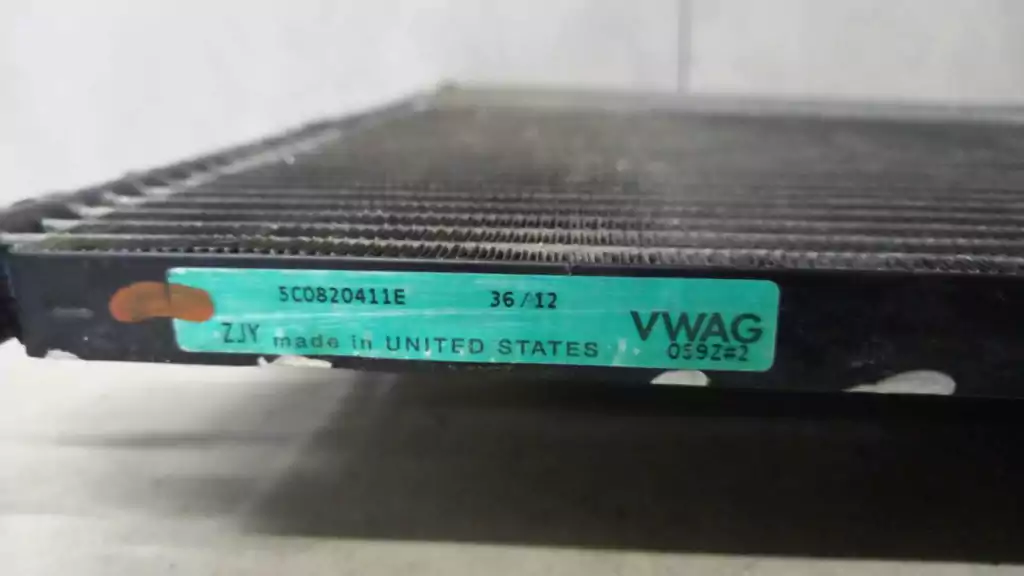 5C0820411E 36/12
VWAG
ZJY made in UNITED STATES
059Z#2